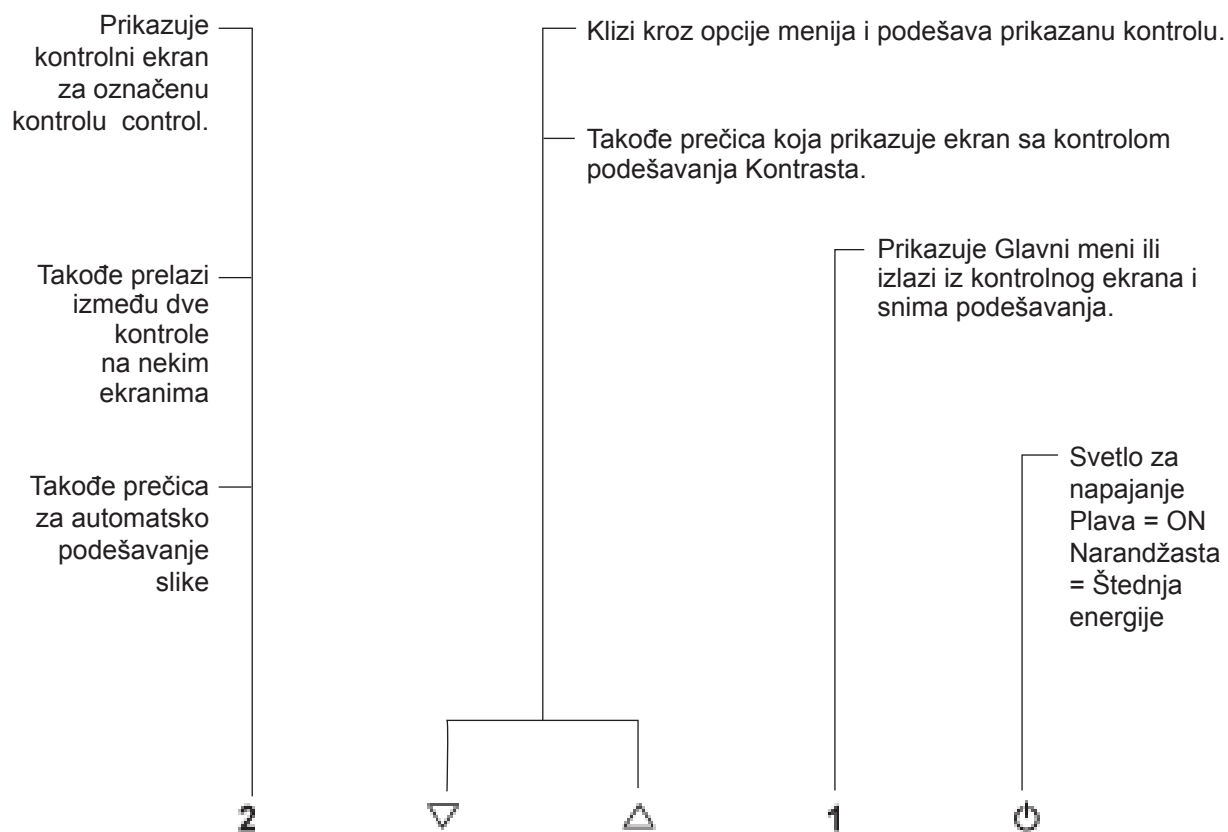 Prikazuje
kontrolni ekran
za označenu
kontrolu  control.
Takođe prelazi
između dve
kontrole
na nekim
ekranima
Takođe prečica
za automatsko
podešavanje
slike
Klizi kroz opcije menija i podešava prikazanu kontrolu.
Takođe prečica koja prikazuje ekran sa kontrolom
podešavanja Kontrasta.
Prikazuje Glavni meni ili
izlazi iz kontrolnog ekrana i
snima podešavanja.
Svetlo za
napajanje
Plava = ON
Narandžasta
= Štednja
energije
2 ▽ △ 1 ⏻